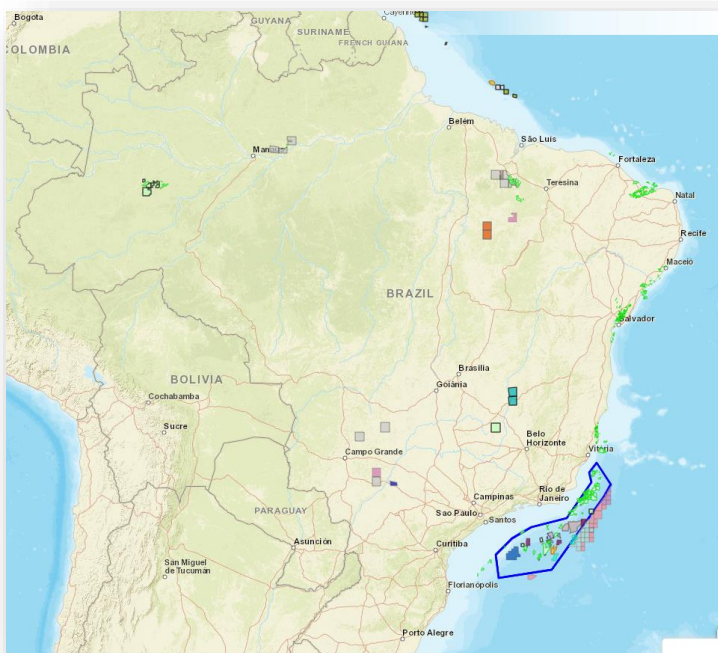 Bogota
COLOMBIA
GUYANA
SURINAME
FRENCH GUIANA
Cayenne
Belém
São Luís
Fortaleza
Teresina
Natal
Recife
Maceió
Salvador
BRAZIL
BOLIVIA
Cochabamba
Sucre
Brasília
Goiânia
Belo
Horizonte
Vitória
Campo Grande
Campinas
Rio de
Janeiro
Sao Paulo
Santos
PARAGUAY
Asunción
Curitiba
San Miguel
de Tucumán
Florianópolis
Porto Alegre